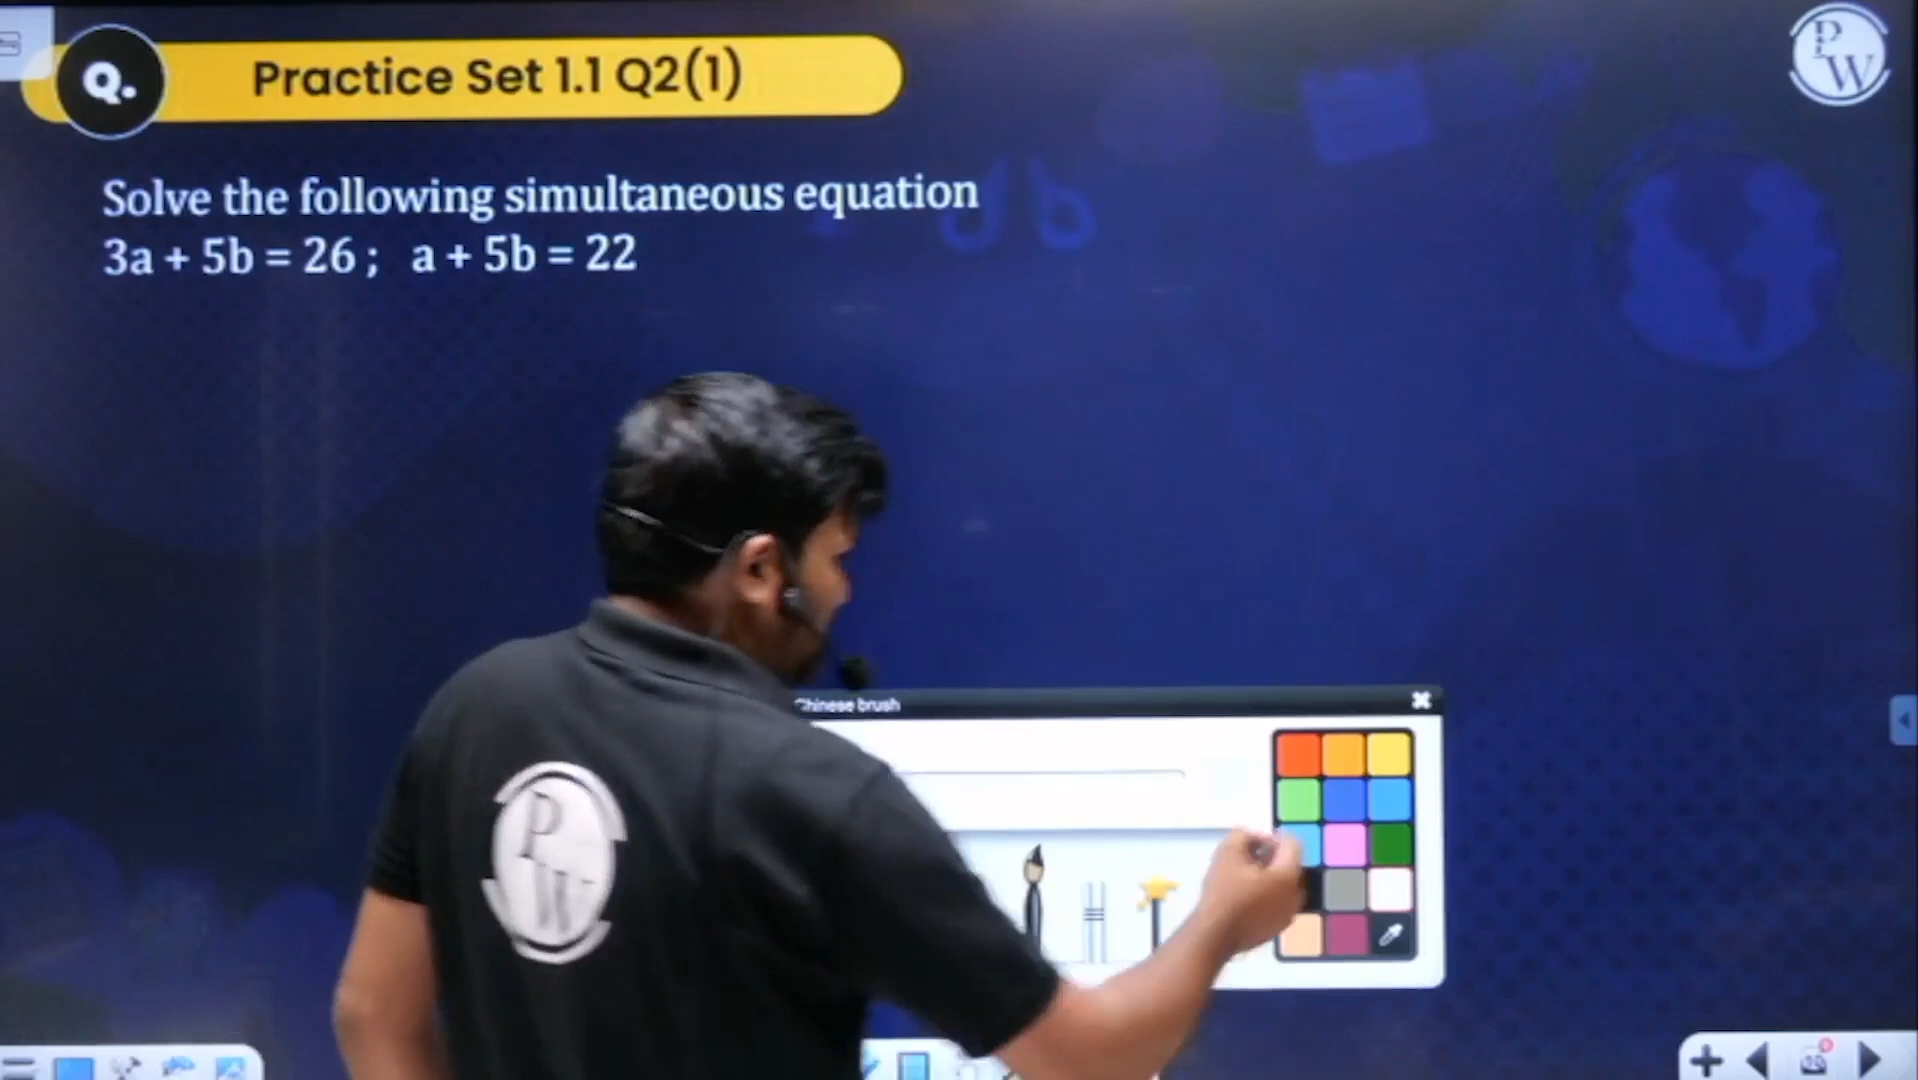 Q.
Practice Set 1.1 Q2(1)
P
W
Solve the following simultaneous equation
3a + 5b = 26 ; a + 5b = 22
Chinese brush
P
W